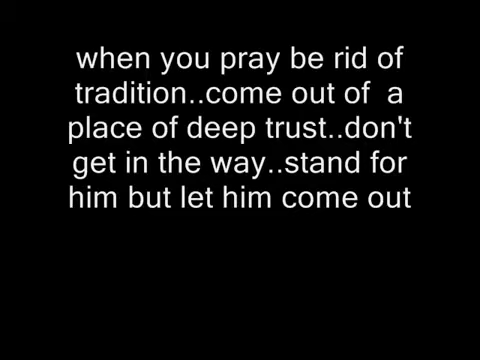 when you pray be rid of
tradition..come out of a
place of deep trust..don't
get in the way..stand for
him but let him come out